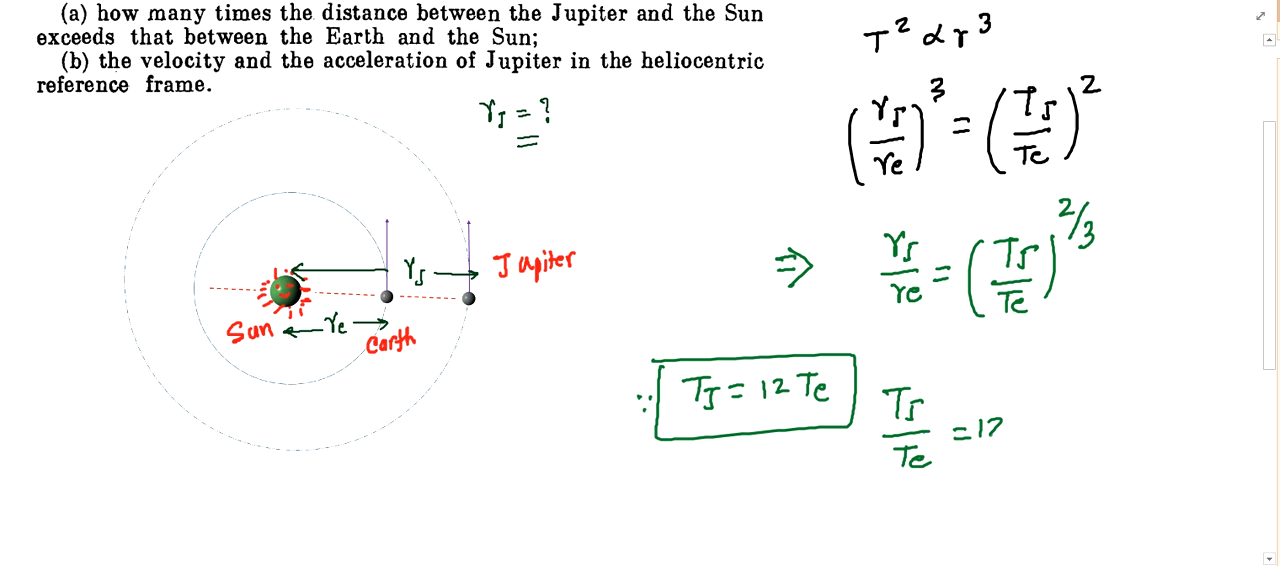 (a) how many times the distance between the Jupiter and the Sun
exceeds that between the Earth and the Sun;
(b) the velocity and the acceleration of Jupiter in the heliocentric
reference frame.
T² ∝ r³
r_J = ?
(r_J/r_e)³ = (T_J/T_e)²
⇒ r_J/r_e = (T_J/T_e)^2/3
r_J Jupiter
Sun r_e Earth
∵ T_J = 12 T_e
T_J/T_e = 12